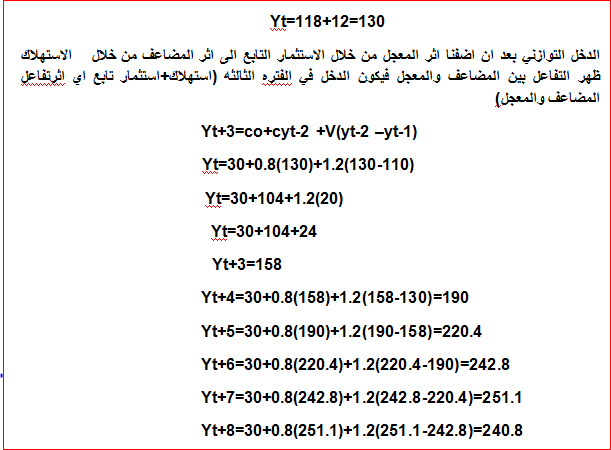 Yt=118+12=130
الدخل التوازني بعد ان اضفنا اثر المعجل من خلال الاستثمار التابع الى اثر المضاعف من خلال الاستهلاك
ظهر التفاعل بين المضاعف والمعجل فيكون الدخل في الفتره الثالثه (استهلاك+استثمار تابع اي اثرتفاعل
المضاعف والمعجل)
Yt+3=co+cyt-2 +V(yt-2 –yt-1)
Yt=30+0.8(130)+1.2(130-110)
Yt=30+104+1.2(20)
Yt=30+104+24
Yt+3=158
Yt+4=30+0.8(158)+1.2(158-130)=190
Yt+5=30+0.8(190)+1.2(190-158)=220.4
Yt+6=30+0.8(220.4)+1.2(220.4-190)=242.8
Yt+7=30+0.8(242.8)+1.2(242.8-220.4)=251.1
Yt+8=30+0.8(251.1)+1.2(251.1-242.8)=240.8